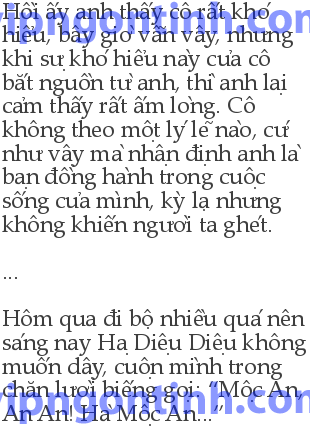 Hồi ấy anh thấy cô rất khó
hiểu, bây giờ vẫn vậy, nhưng
khi sự khó hiểu này của cô
bắt nguồn từ anh, thì anh lại
cảm thấy rất ấm lòng. Cô
không theo một lý lẽ nào, cứ
như vậy mà nhận định anh là
bạn đồng hành trong cuộc
sống của mình, kỳ lạ nhưng
không khiến người ta ghét.
...
Hôm qua đi bộ nhiều quá nên
sáng nay Hạ Diệu Diệu không
muốn dậy, cuộn mình trong
chăn lười biếng gọi: “Mộc An,
An An! Hà Mộc An...”
ipngontinh.com
vipngontinh.com